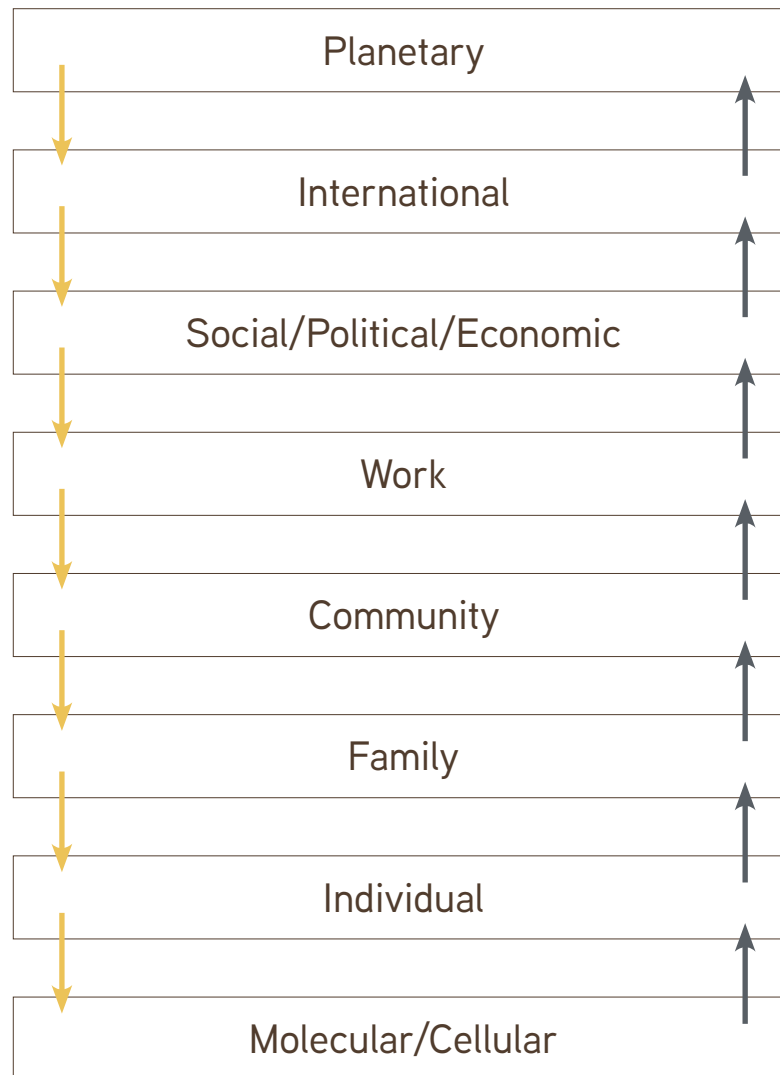 Planetary
International
Social/Political/Economic
Work
Community
Family
Individual
Molecular/Cellular